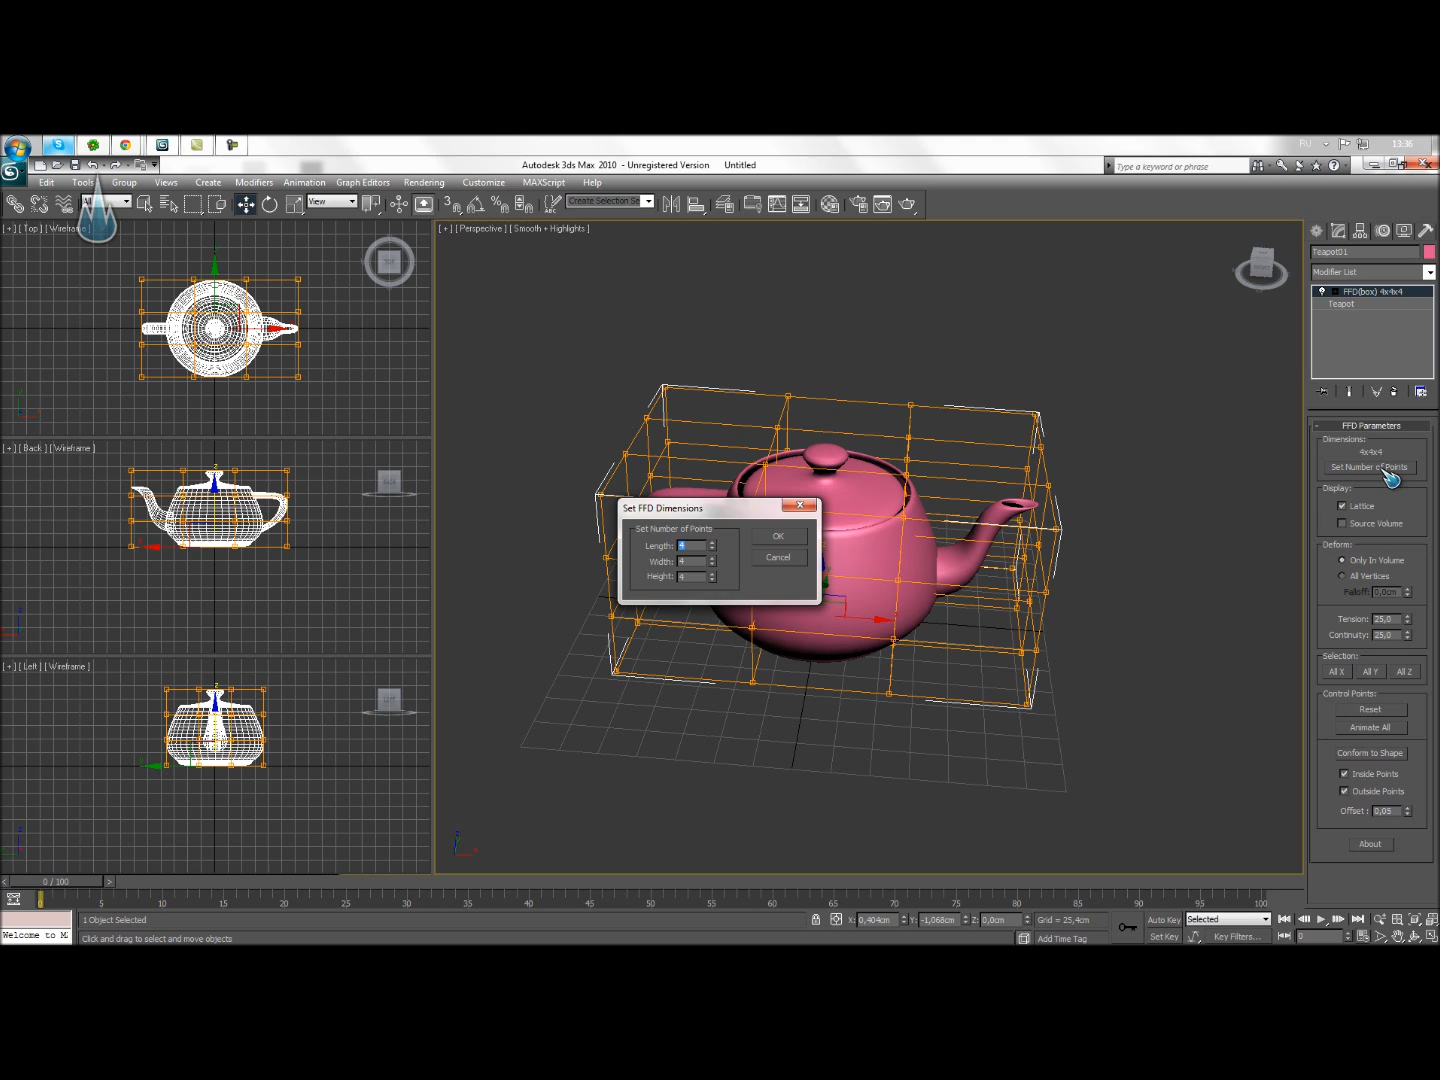 RU 13:36
Autodesk 3ds Max 2010 - Unregistered Version Untitled
Type a keyword or phrase
Edit Tools Group Views Create Modifiers Animation Graph Editors Rendering Customize MAXScript Help
All View 3 Create Selection Se
[ + ] [ Top ] [ Wireframe
[ + ] [ Perspective ] [ Smooth + Highlights ]
Teapot01
Modifier List
FFD(box) 4x4x4
Teapot
[ + ] [ Back ] [ Wireframe ]
[ + ] [ Left ] [ Wireframe ]
Set FFD Dimensions
Set Number of Points
Length: 4
Width: 4
Height: 4
OK
Cancel
FFD Parameters
Dimensions:
4x4x4
Set Number of Points
Display:
Lattice
Source Volume
Deform:
Only In Volume
All Vertices
Falloff: 0,0cm
Tension: 25,0
Continuity: 25,0
Selection:
All X All Y All Z
Control Points:
Reset
Animate All
Conform to Shape
Inside Points
Outside Points
Offset : 0,05
About
< 0 / 100 >
0 5 10 15 20 25 30 35 40 45 50 55 60 65 70 75 80 85 90 95 100
1 Object Selected X: 0,404cm Y: -1,068cm Z: 0,0cm Grid = 25,4cm Auto Key Selected
Welcome to M Click and drag to select and move objects Add Time Tag Set Key Key Filters... 0